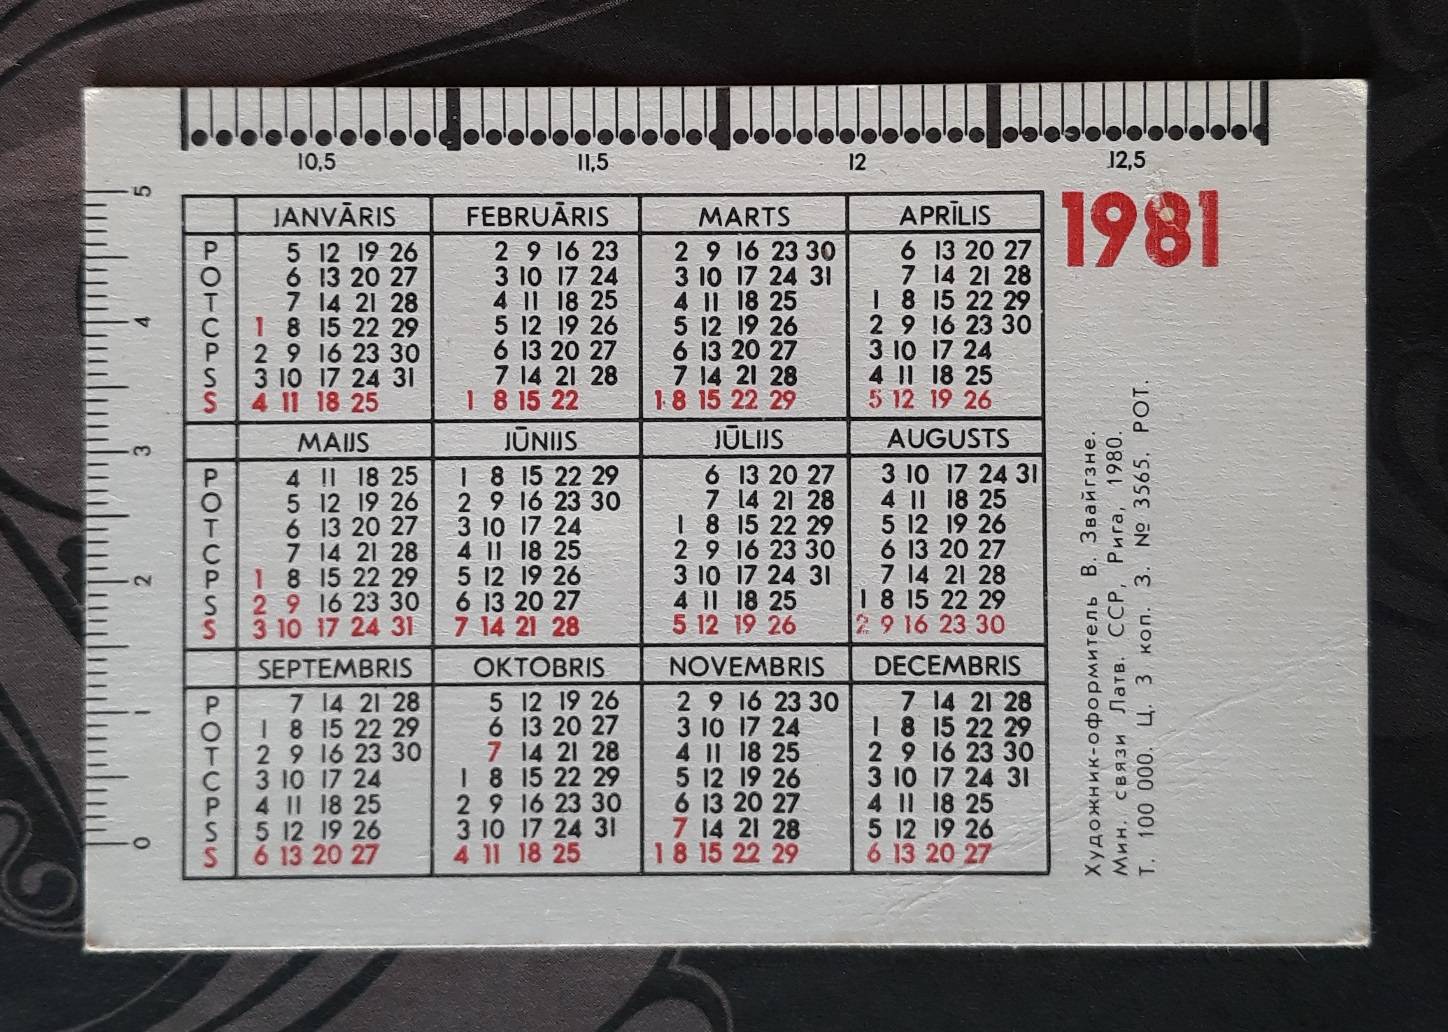 10,5 11,5 12 12,5
5
4
3
2
1
0
1981
JANVĀRIS FEBRUĀRIS MARTS APRĪLIS
P 5 12 19 26 2 9 16 23 2 9 16 23 30 6 13 20 27
O 6 13 20 27 3 10 17 24 3 10 17 24 31 7 14 21 28
T 7 14 21 28 4 11 18 25 4 11 18 25 1 8 15 22 29
C 1 8 15 22 29 5 12 19 26 5 12 19 26 2 9 16 23 30
P 2 9 16 23 30 6 13 20 27 6 13 20 27 3 10 17 24
S 3 10 17 24 31 7 14 21 28 7 14 21 28 4 11 18 25
S 4 11 18 25 1 8 15 22 1 8 15 22 29 5 12 19 26
MAIJS JŪNIJS JŪLIJS AUGUSTS
P 4 11 18 25 1 8 15 22 29 6 13 20 27 3 10 17 24 31
O 5 12 19 26 2 9 16 23 30 7 14 21 28 4 11 18 25
T 6 13 20 27 3 10 17 24 1 8 15 22 29 5 12 19 26
C 7 14 21 28 4 11 18 25 2 9 16 23 30 6 13 20 27
P 1 8 15 22 29 5 12 19 26 3 10 17 24 31 7 14 21 28
S 2 9 16 23 30 6 13 20 27 4 11 18 25 1 8 15 22 29
S 3 10 17 24 31 7 14 21 28 5 12 19 26 2 9 16 23 30
SEPTEMBRIS OKTOBRIS NOVEMBRIS DECEMBRIS
P 7 14 21 28 5 12 19 26 2 9 16 23 30 7 14 21 28
O 1 8 15 22 29 6 13 20 27 3 10 17 24 1 8 15 22 29
T 2 9 16 23 30 7 14 21 28 4 11 18 25 2 9 16 23 30
C 3 10 17 24 1 8 15 22 29 5 12 19 26 3 10 17 24 31
P 4 11 18 25 2 9 16 23 30 6 13 20 27 4 11 18 25
S 5 12 19 26 3 10 17 24 31 7 14 21 28 5 12 19 26
S 6 13 20 27 4 11 18 25 1 8 15 22 29 6 13 20 27
Художник-оформитель В. Звайгзне.
Мин. связи Латв. ССР, Рига, 1980.
Т. 100 000. Ц. 3 коп. З. № 3565. РОТ.